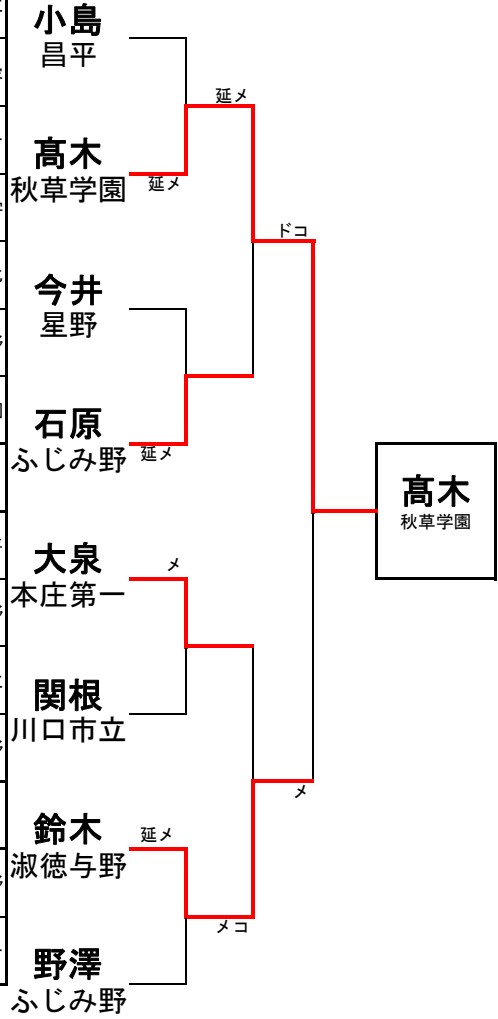 小島
昌平
延メ
髙木
秋草学園
延メ
ドコ
今井
星野
石原
ふじみ野
延メ
髙木
秋草学園
大泉
本庄第一
メ
関根
川口市立
メ
鈴木
淑徳与野
延メ
メコ
野澤
ふじみ野